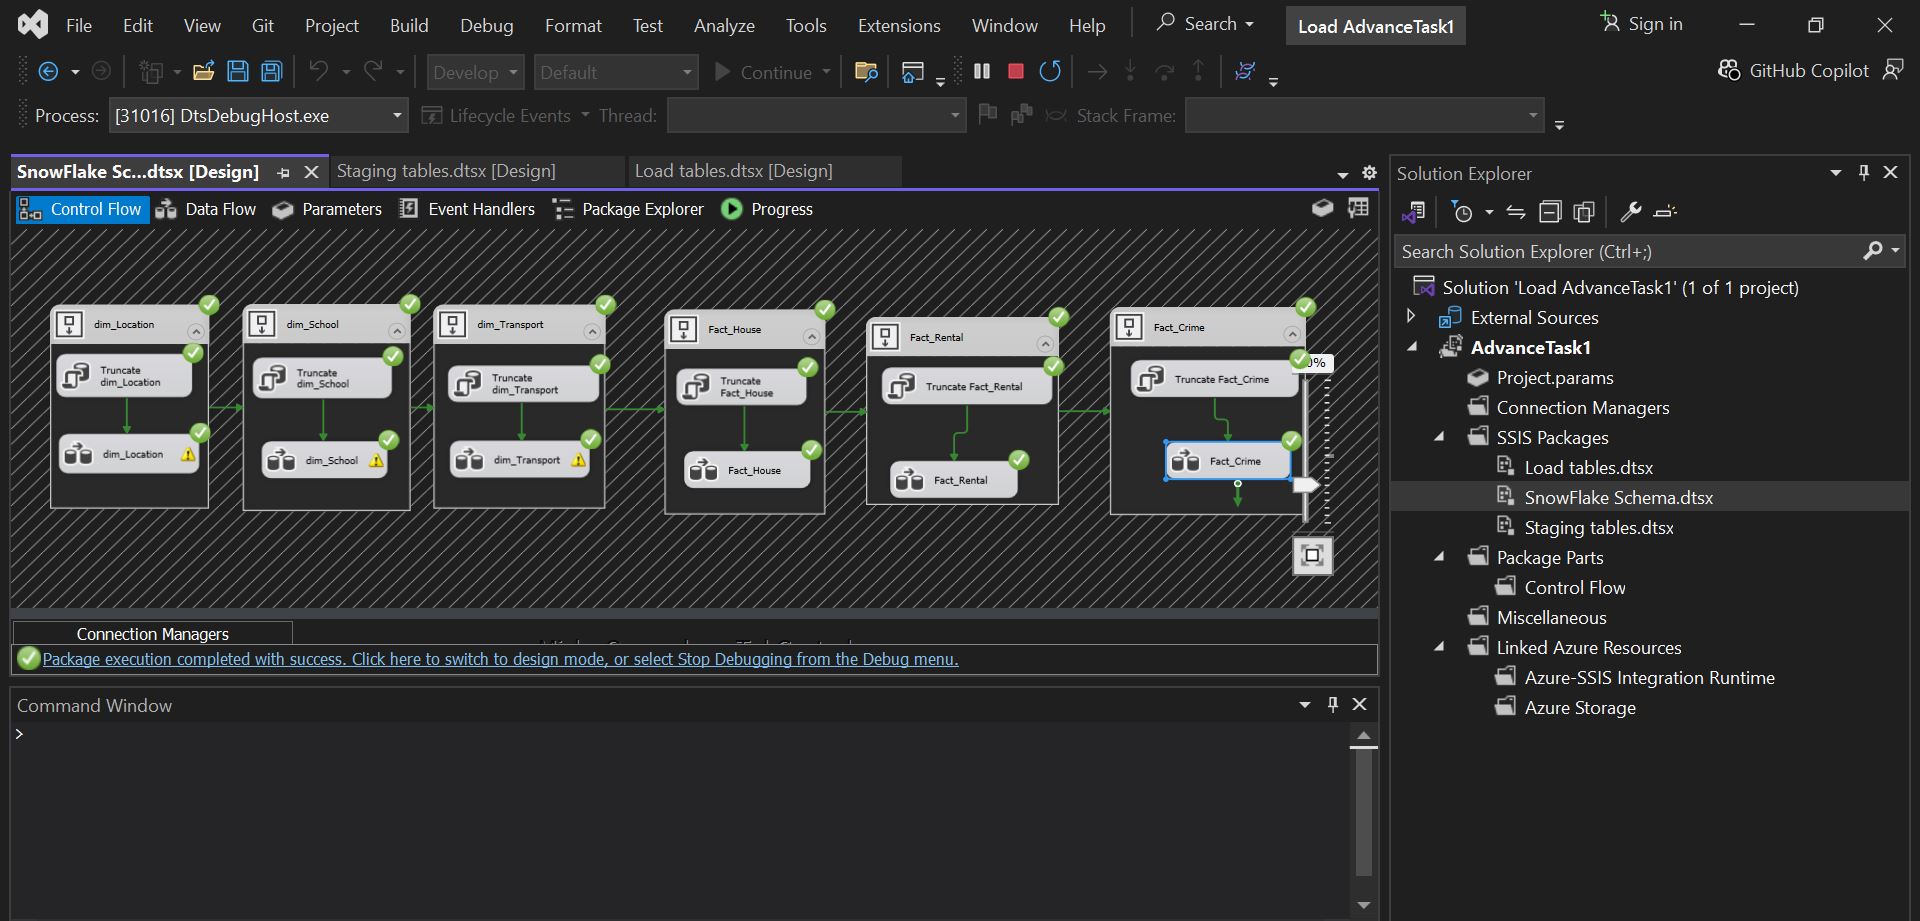 File Edit View Git Project Build Debug Format Test Analyze Tools Extensions Window Help Search Load AdvanceTask1 Sign in
Develop Default Continue GitHub Copilot
Process: [31016] DtsDebugHost.exe Lifecycle Events Thread: Stack Frame:
SnowFlake Sc...dtsx [Design] Staging tables.dtsx [Design] Load tables.dtsx [Design]
Control Flow Data Flow Parameters Event Handlers Package Explorer Progress
dim_Location
Truncate
dim_Location
dim_Location
dim_School
Truncate
dim_School
dim_School
dim_Transport
Truncate
dim_Transport
dim_Transport
Fact_House
Truncate
Fact_House
Fact_House
Fact_Rental
Truncate Fact_Rental
Fact_Rental
Fact_Crime
Truncate Fact_Crime
Fact_Crime
Connection Managers
Package execution completed with success. Click here to switch to design mode, or select Stop Debugging from the Debug menu.
Command Window
>
Solution Explorer
Search Solution Explorer (Ctrl+;)
Solution 'Load AdvanceTask1' (1 of 1 project)
External Sources
AdvanceTask1
Project.params
Connection Managers
SSIS Packages
Load tables.dtsx
SnowFlake Schema.dtsx
Staging tables.dtsx
Package Parts
Control Flow
Miscellaneous
Linked Azure Resources
Azure-SSIS Integration Runtime
Azure Storage